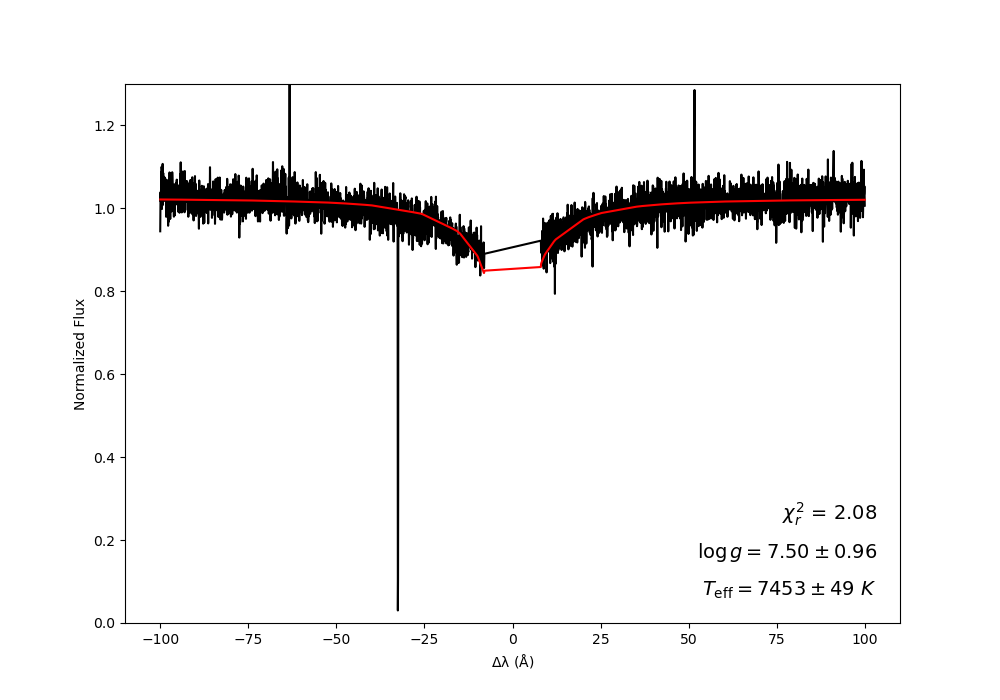 1.2
1.0
0.8
0.6
0.4
0.2
0.0
Normalized Flux
χ²ᵣ = 2.08
log g = 7.50 ± 0.96
T_eff = 7453 ± 49 K
−100 −75 −50 −25 0 25 50 75 100
Δλ (Å)